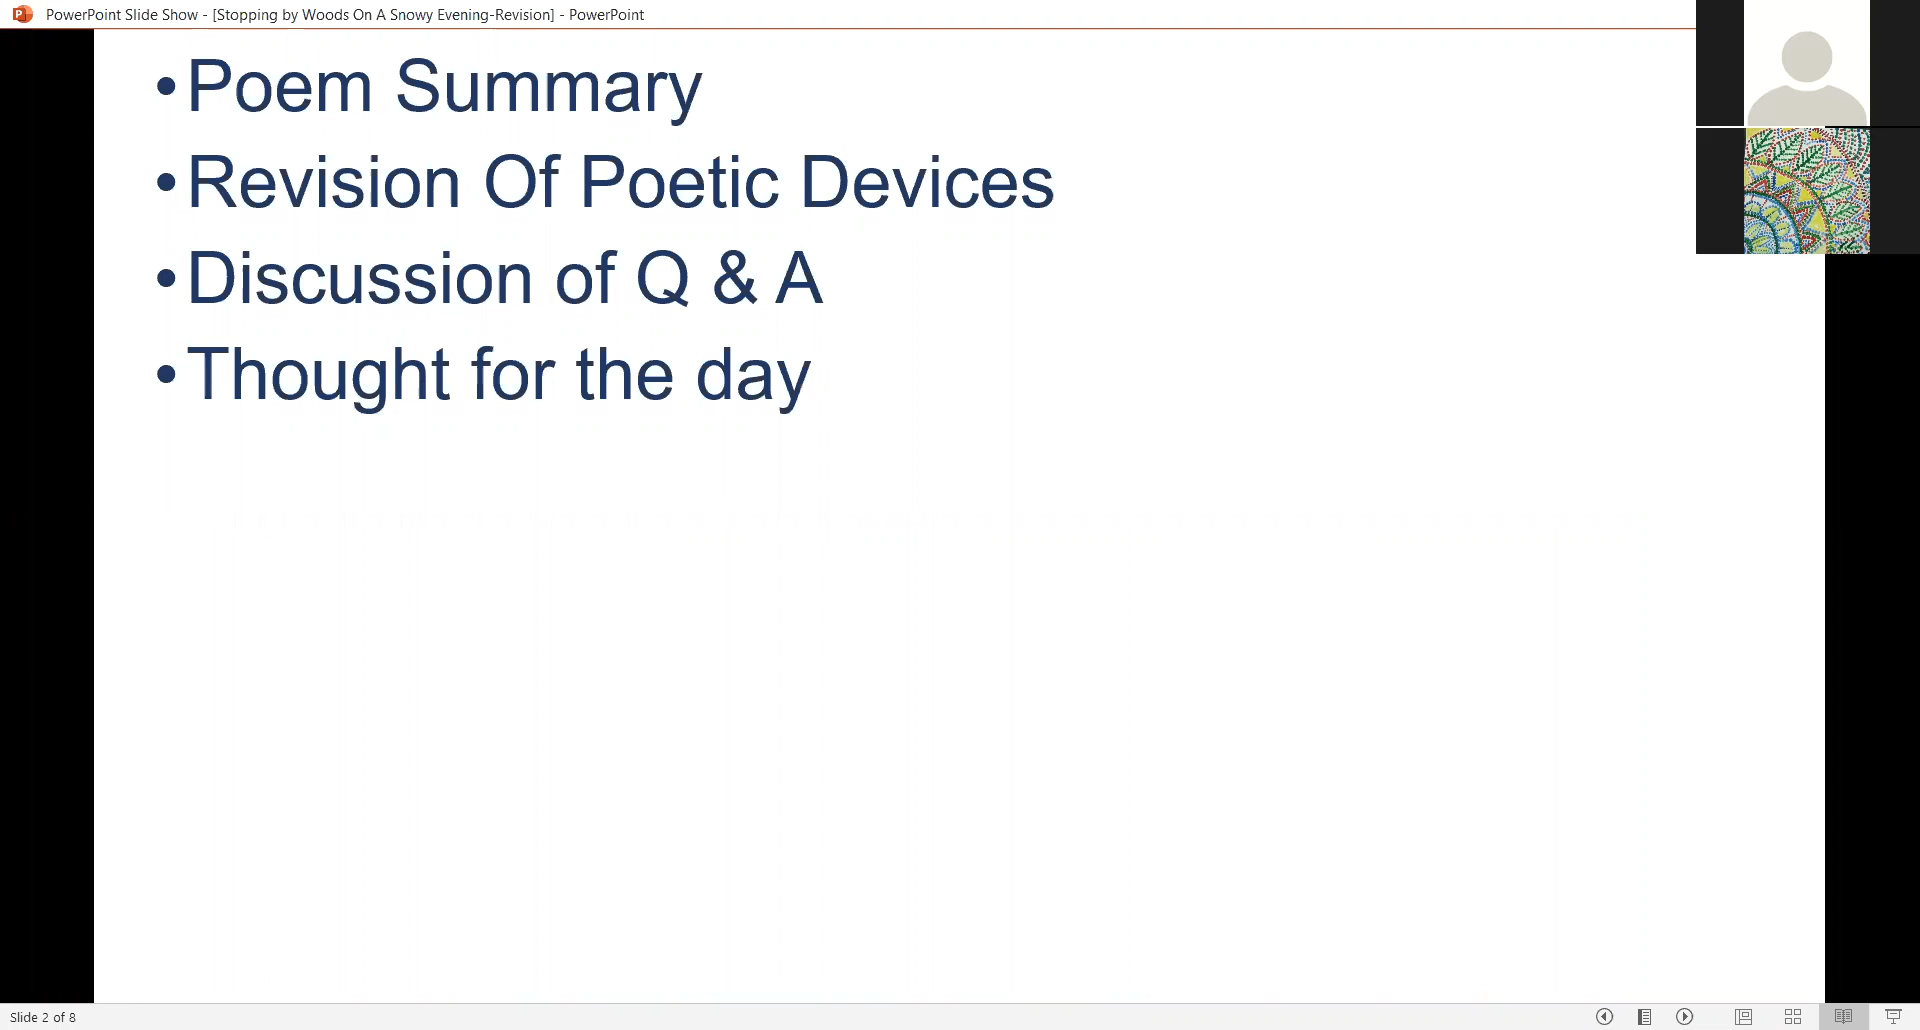 PowerPoint Slide Show - [Stopping by Woods On A Snowy Evening-Revision] - PowerPoint
• Poem Summary
• Revision Of Poetic Devices
• Discussion of Q & A
• Thought for the day
Slide 2 of 8